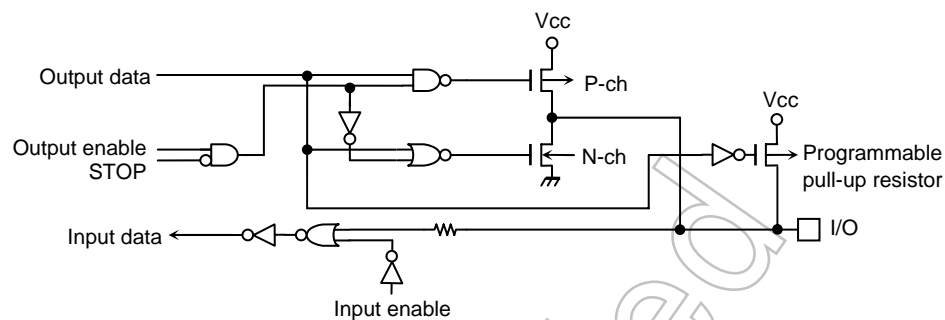 Vcc
Output data
P-ch
Vcc
Output enable
STOP
N-ch
Programmable
pull-up resistor
I/O
Input data
Input enable